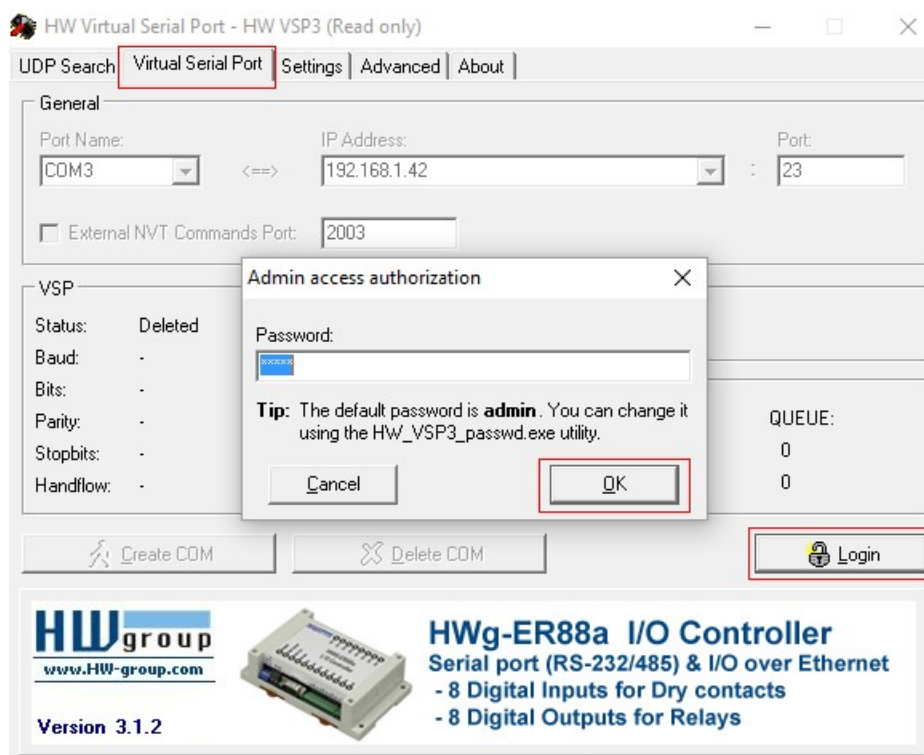 HW Virtual Serial Port - HW VSP3 (Read only)
UDP Search Virtual Serial Port Settings Advanced About
General
Port Name: IP Address: Port:
COM3 <==> 192.168.1.42 : 23
External NVT Commands Port: 2003
VSP
Status: Deleted
Baud: -
Bits: -
Parity: -
Stopbits: -
Handflow: -
Admin access authorization
Password:
*****
Tip: The default password is admin. You can change it
using the HW_VSP3_passwd.exe utility.
Cancel OK
QUEUE:
0
0
Create COM Delete COM Login
HW group
www.HW-group.com
Version 3.1.2
HWg-ER88a I/O Controller
Serial port (RS-232/485) & I/O over Ethernet
- 8 Digital Inputs for Dry contacts
- 8 Digital Outputs for Relays